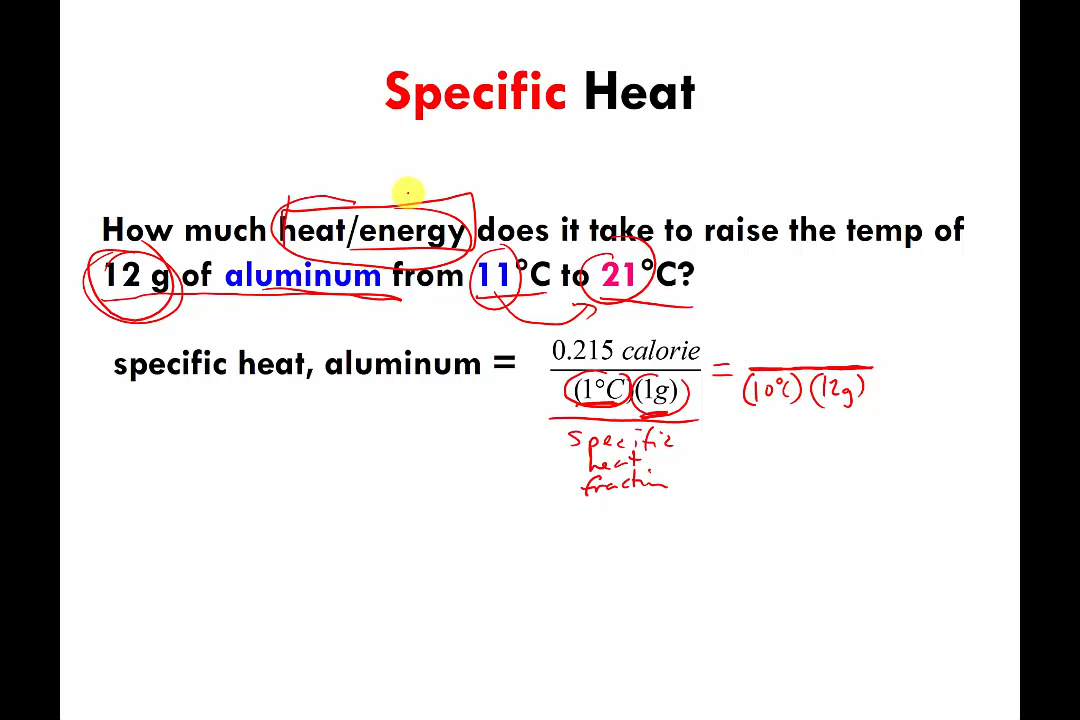 Specific Heat
How much heat/energy does it take to raise the temp of
12 g of aluminum from 11°C to 21°C?
specific heat, aluminum = 0.215 calorie / (1°C)(1g) = / (10°C) (12g)
specific
heat
fraction